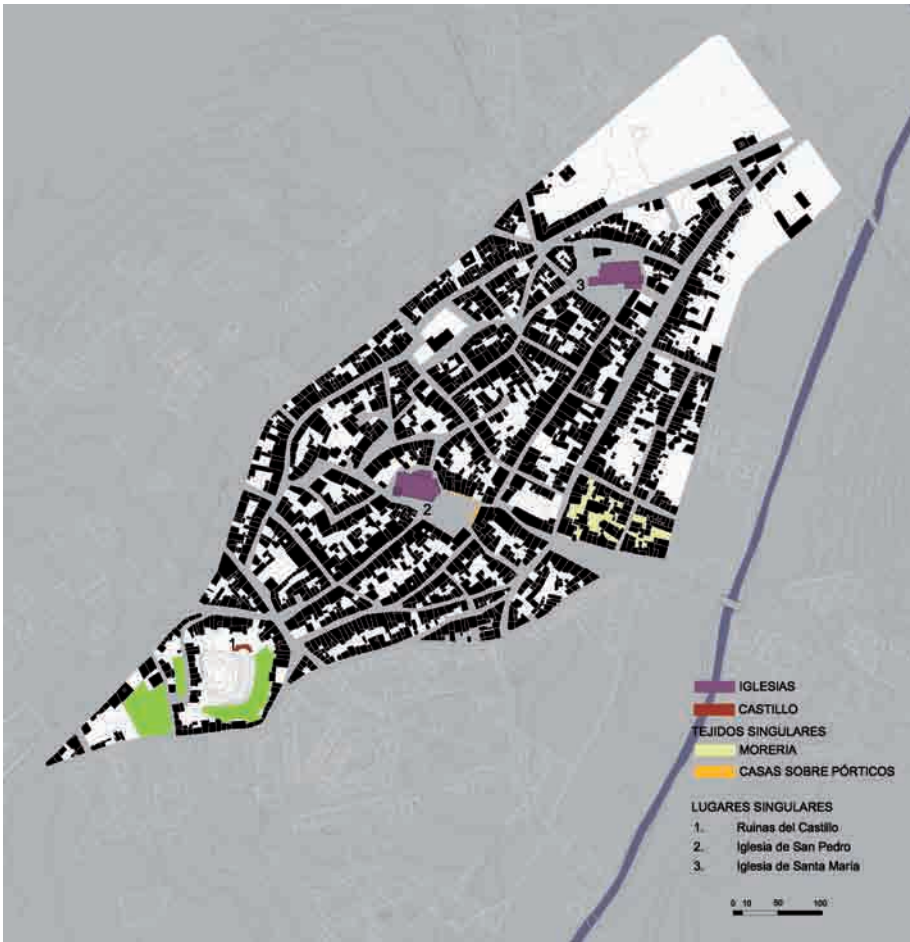 3
2
1
IGLESIAS
CASTILLO
TEJIDOS SINGULARES
MORERIA
CASAS SOBRE PÓRTICOS
LUGARES SINGULARES
1. Ruinas del Castillo
2. Iglesia de San Pedro
3. Iglesia de Santa María
0 10 50 100